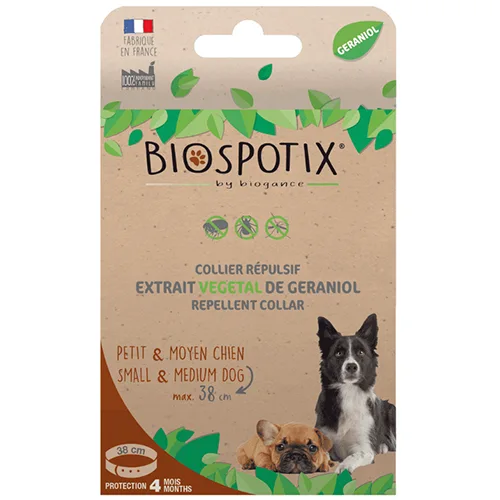 FABRIQUÉ
EN FRANCE
GERANIOL
BIOSPOTIX®
by biogance
COLLIER RÉPULSIF
EXTRAIT VEGETAL DE GERANIOL
REPELLENT COLLAR
PETIT & MOYEN CHIEN
SMALL & MEDIUM DOG
max. 38 cm
38 cm
PROTECTION 4 MOIS
MONTHS